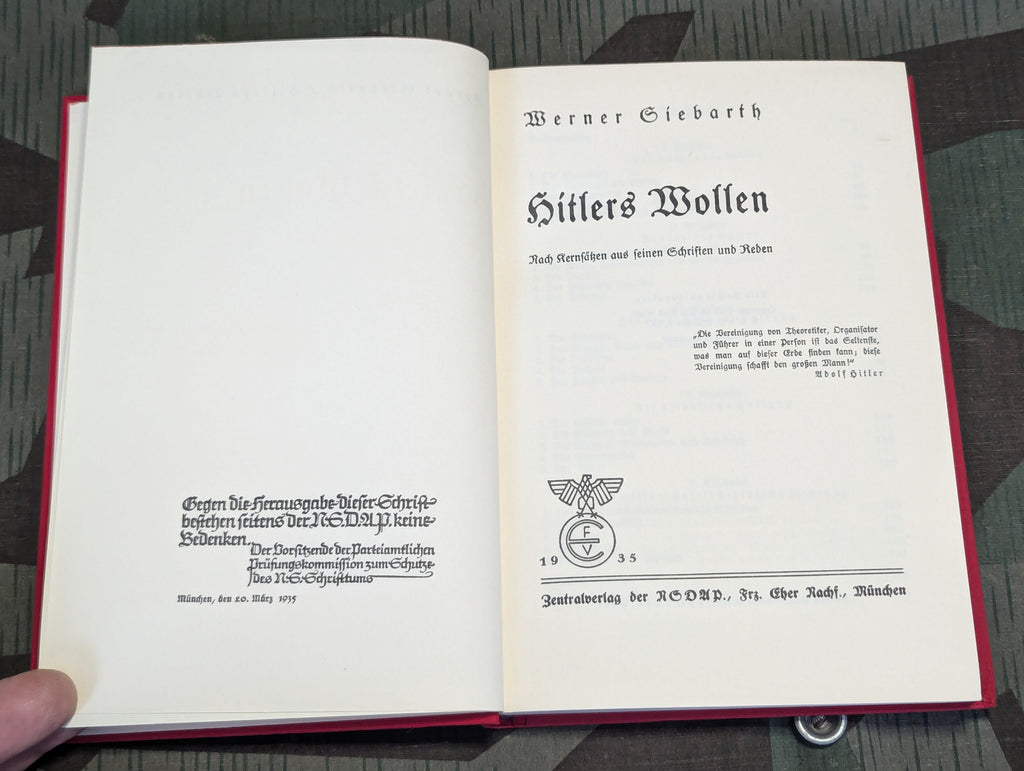 Gegen die Herausgabe dieser Schrift
bestehen seitens der N.S.D.A.P. keine
Bedenken.
Der Vorsitzende der Parteiamtlichen
Prüfungskommission zum Schutze
des N.S. Schrifttums
München, den 20. März 1935
Werner Siebarth
Hitlers Wollen
Nach Kernsätzen aus seinen Schriften und Reden
„Die Vereinigung von Theoretiker, Organisator
und Führer in einer Person ist das Seltenste,
was man auf dieser Erde finden kann; diese
Vereinigung schafft den großen Mann!“
Adolf Hitler
F
E
V
1935
Zentralverlag der NSDAP., Frz. Eher Nachf., München